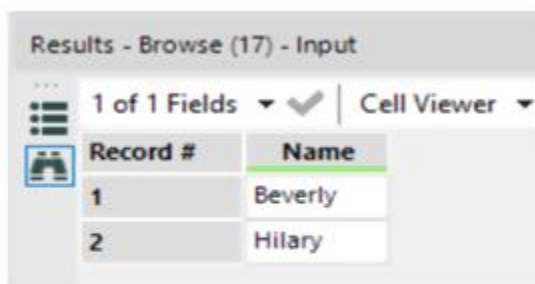 Results - Browse (17) - Input
1 of 1 Fields Cell Viewer
Record # Name
1 Beverly
2 Hilary